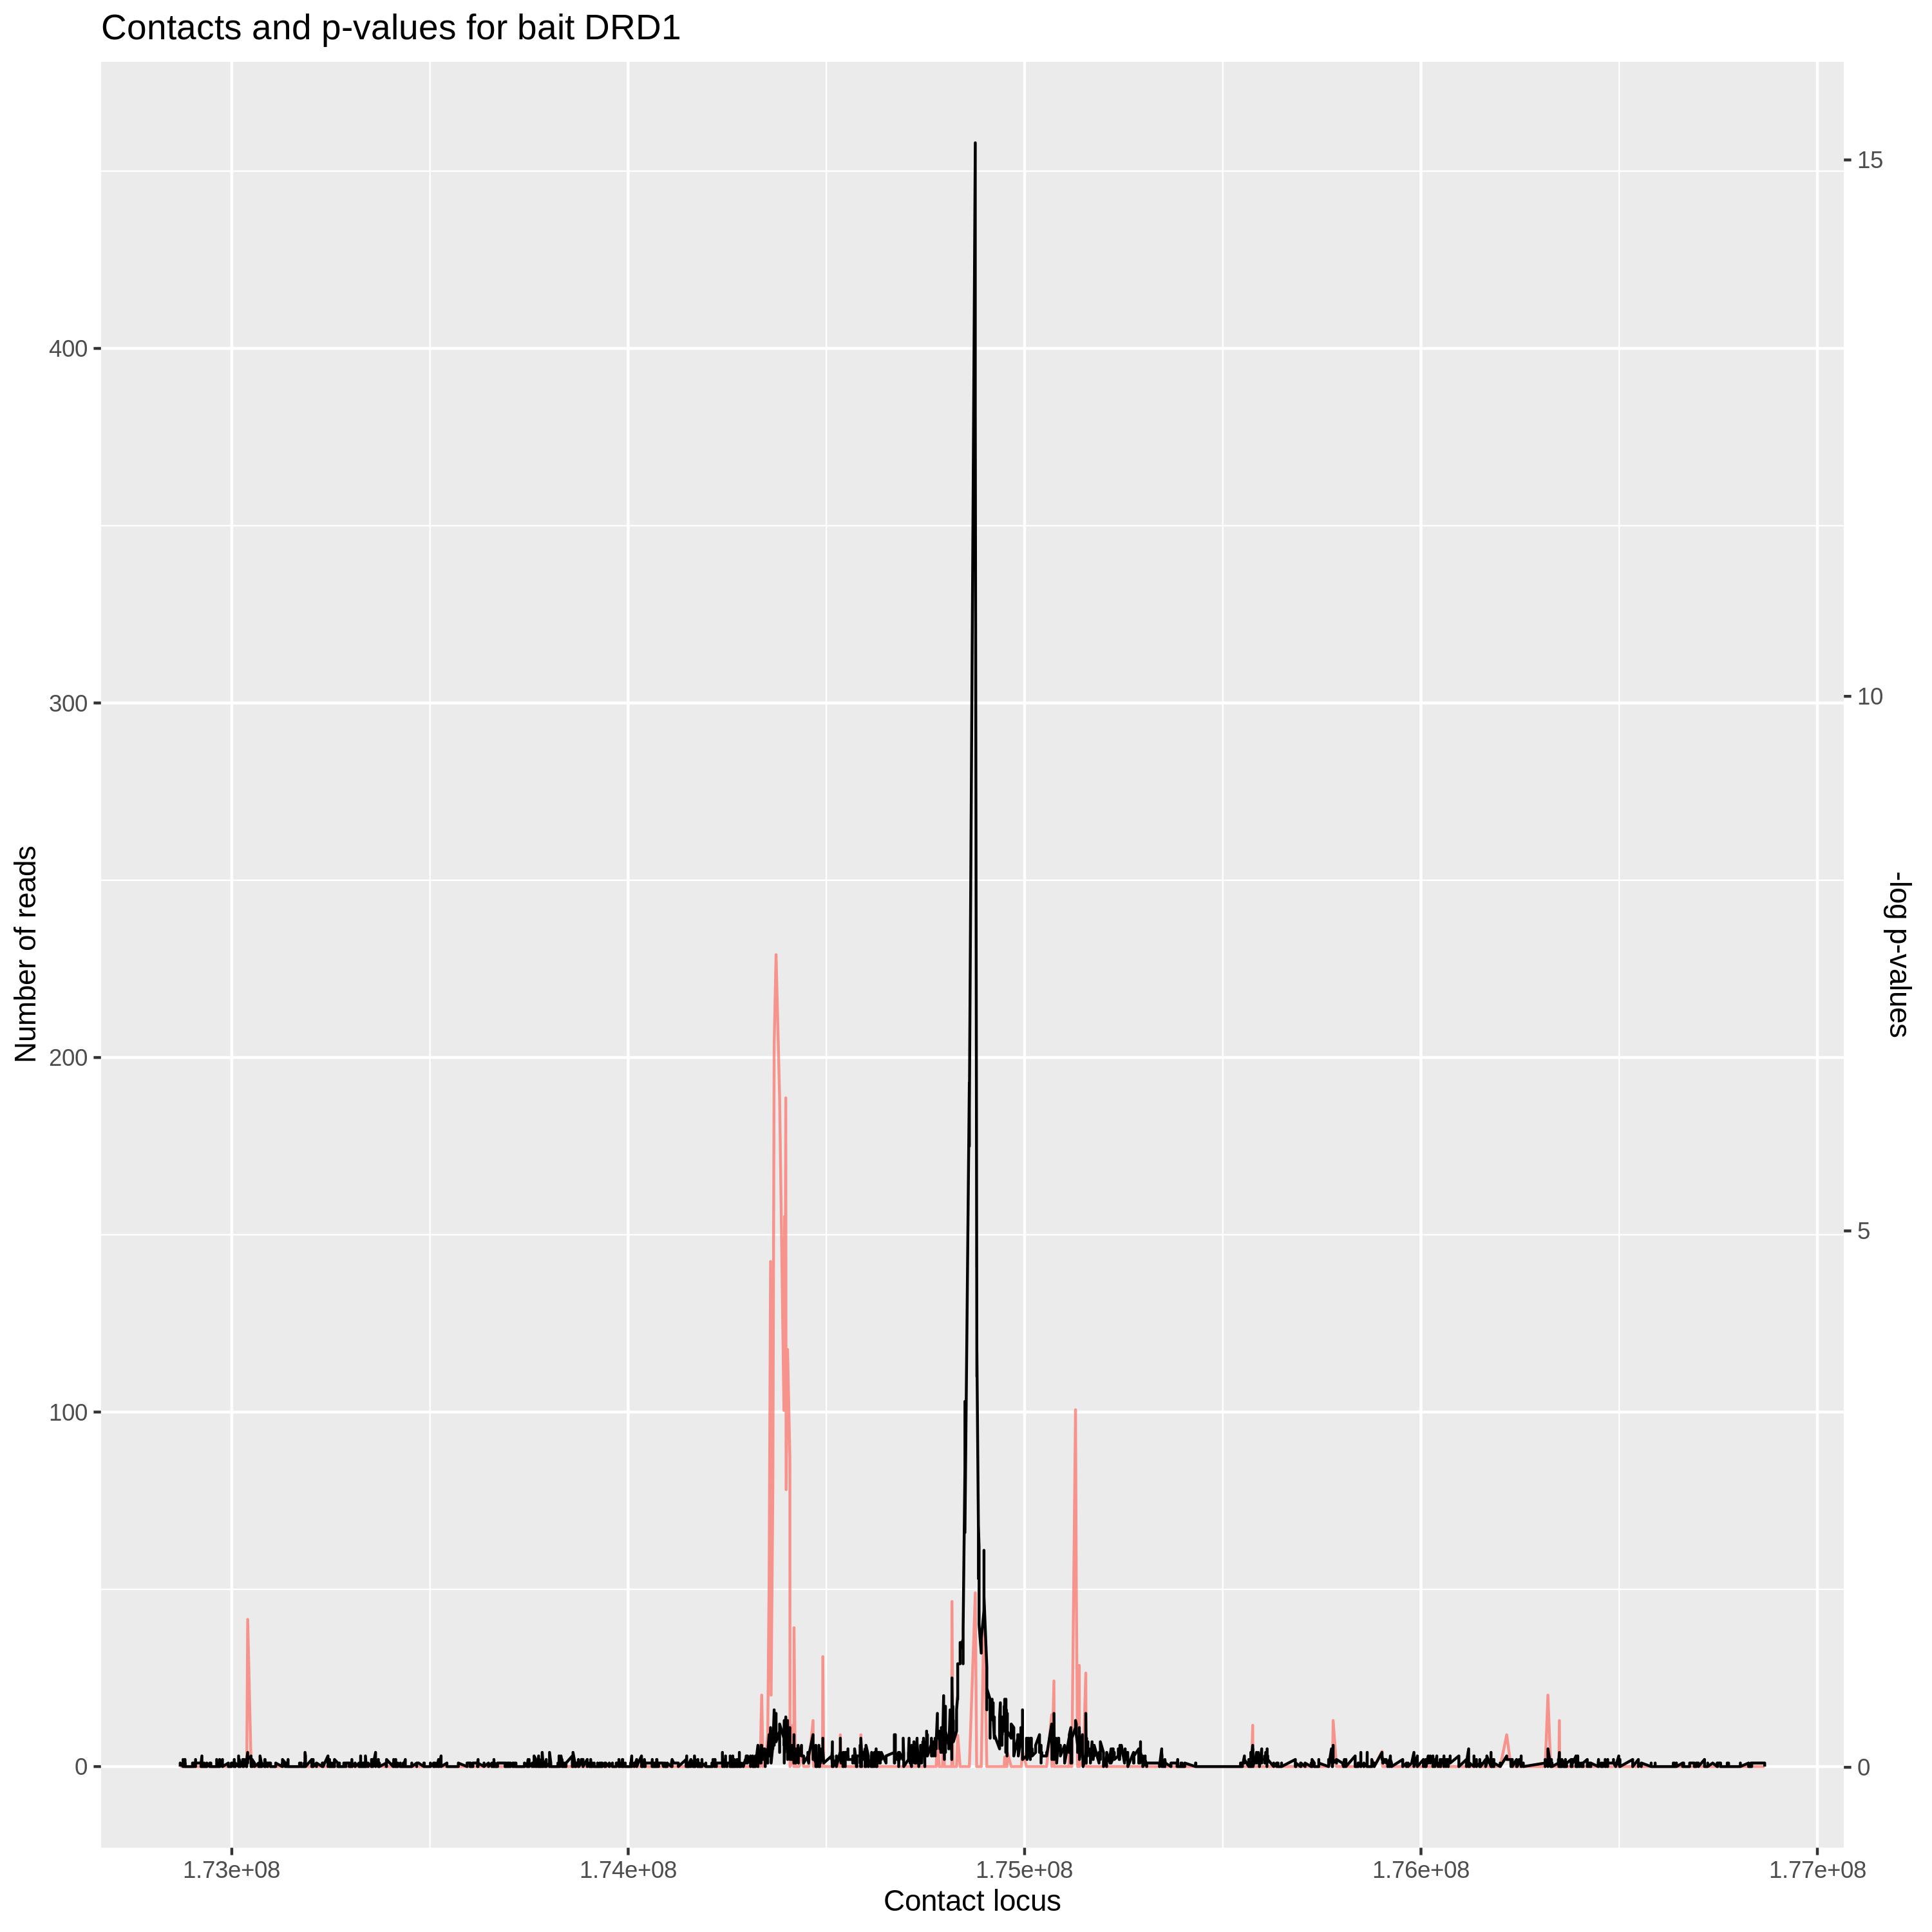 Contacts and p-values for bait DRD1
15
400
300
10
Number of reads
-log p-values
200
5
100
0
0
1.73e+08
1.74e+08
1.75e+08
1.76e+08
1.77e+08
Contact locus